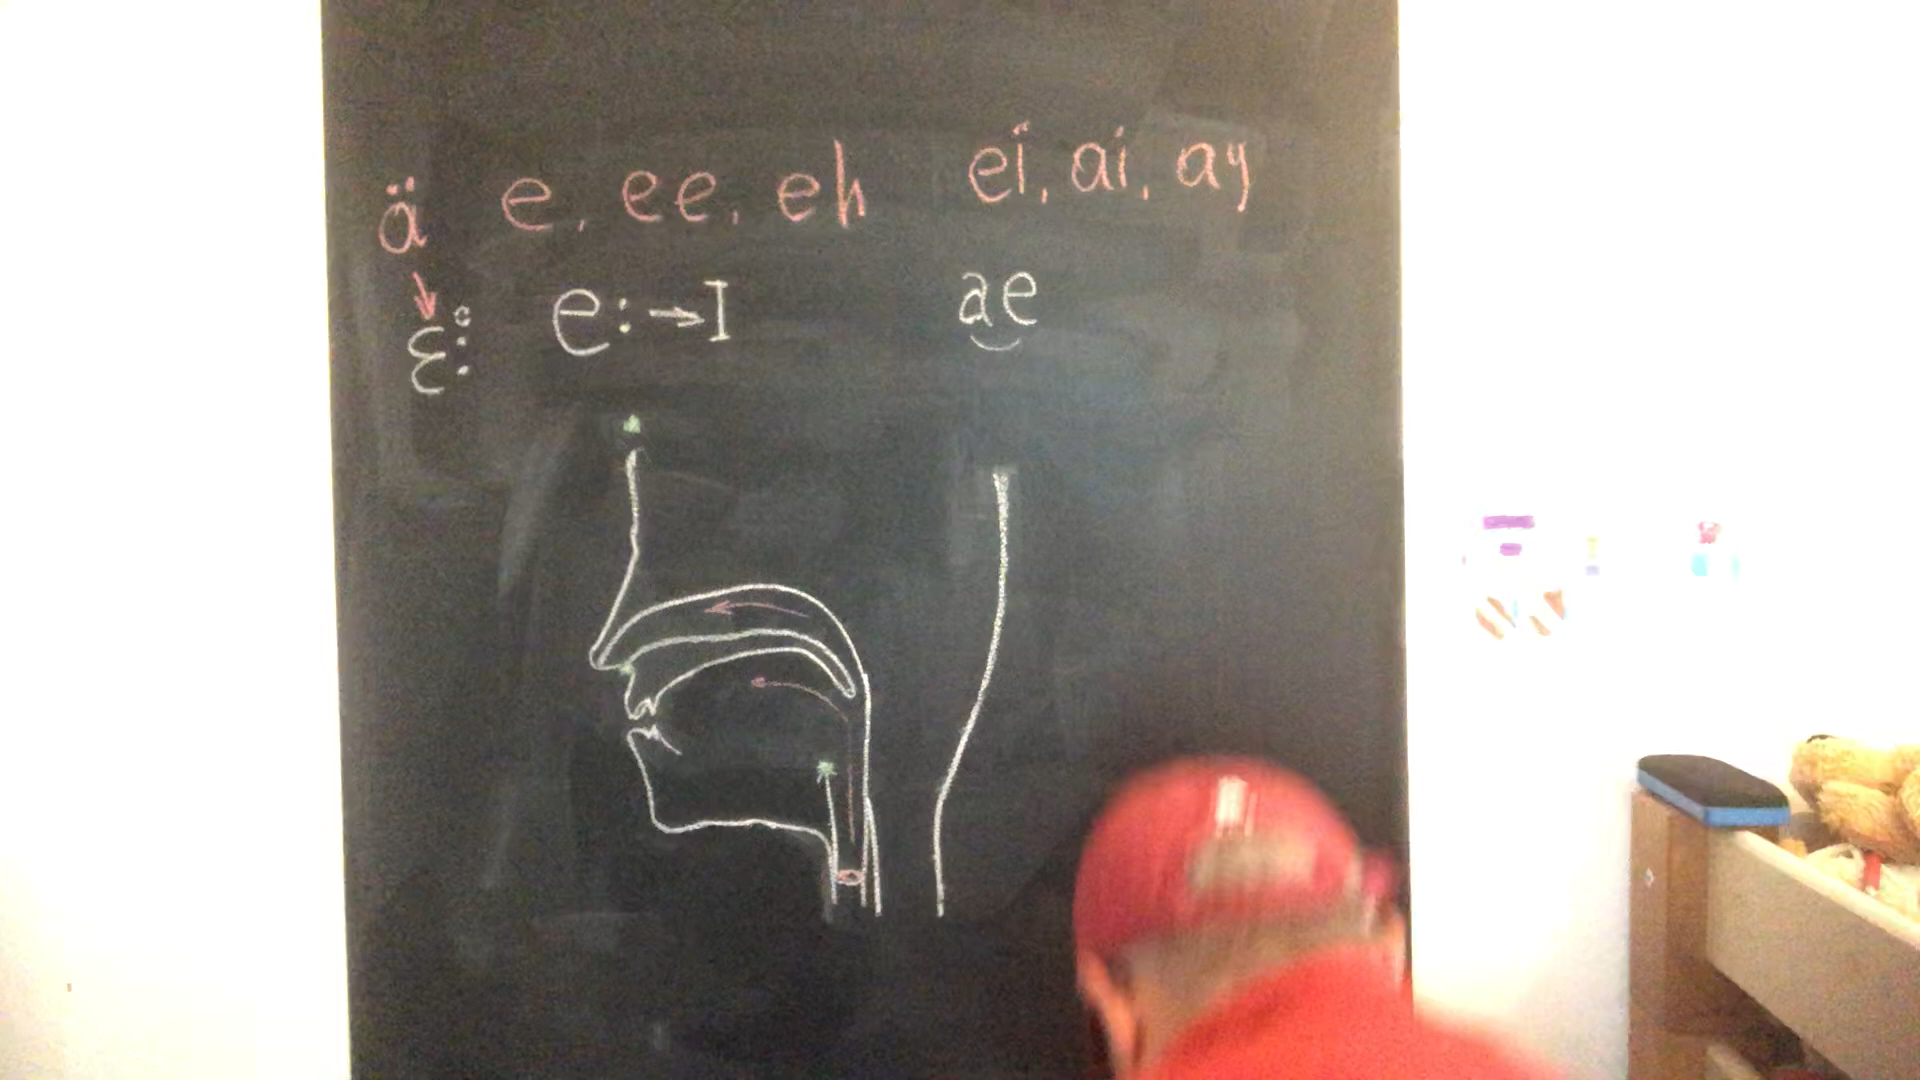 ä e, ee, eh ei, ai, ay
↓
ɛ: e:→I ae